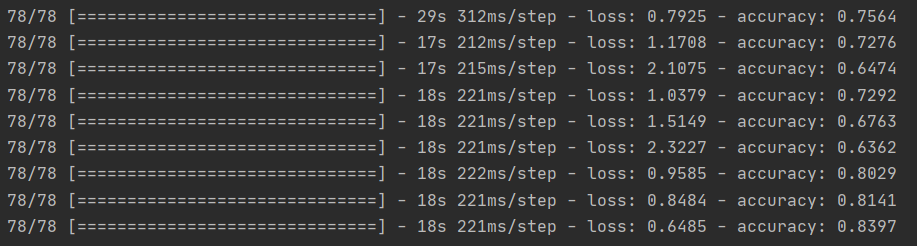 78/78 [==============================] - 29s 312ms/step - loss: 0.7925 - accuracy: 0.7564
78/78 [==============================] - 17s 212ms/step - loss: 1.1708 - accuracy: 0.7276
78/78 [==============================] - 17s 215ms/step - loss: 2.1075 - accuracy: 0.6474
78/78 [==============================] - 18s 221ms/step - loss: 1.0379 - accuracy: 0.7292
78/78 [==============================] - 18s 221ms/step - loss: 1.5149 - accuracy: 0.6763
78/78 [==============================] - 18s 221ms/step - loss: 2.3227 - accuracy: 0.6362
78/78 [==============================] - 18s 222ms/step - loss: 0.9585 - accuracy: 0.8029
78/78 [==============================] - 18s 221ms/step - loss: 0.8484 - accuracy: 0.8141
78/78 [==============================] - 18s 221ms/step - loss: 0.6485 - accuracy: 0.8397